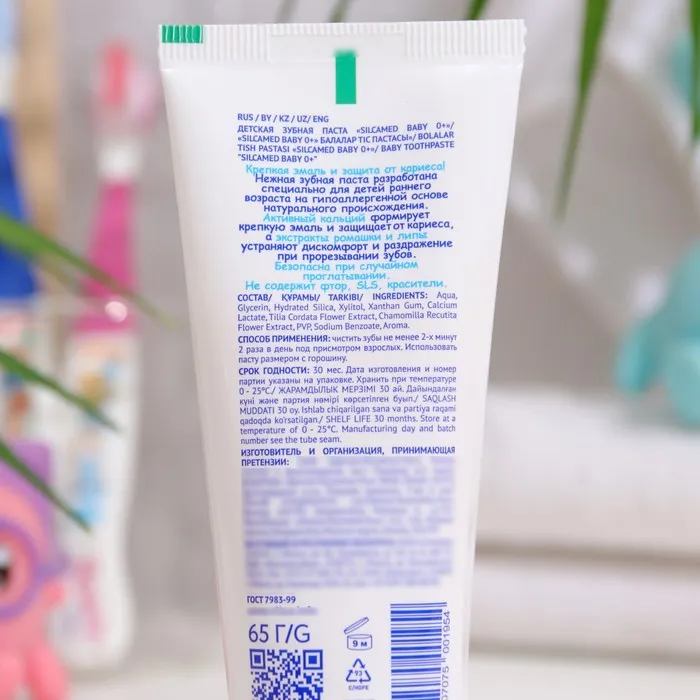 RUS / BY / KZ / UZ/ ENG
ДЕТСКАЯ ЗУБНАЯ ПАСТА «SILCAMED BABY 0+»/
«SILCAMED BABY 0+» БАЛАЛАР ТІС ПАСТАСЫ»/ BOLALAR
TISH PASTASI «SILCAMED BABY 0+»/ BABY TOOTHPASTE
"SILCAMED BABY 0+"
Крепкая эмаль и защита от кариеса!
Нежная зубная паста разработана
специально для детей раннего
возраста на гипоаллергенной основе
натурального происхождения.
Активный кальций формирует
крепкую эмаль и защищает от кариеса,
а экстракты ромашки и липы
устраняют дискомфорт и раздражение
при прорезывании зубов.
Безопасна при случайном
проглатывании.
Не содержит фтор, SLS, красители.
СОСТАВ/ ҚҰРАМЫ/ TARKIBI/ INGREDIENTS: Aqua,
Glycerin, Hydrated Silica, Xylitol, Xanthan Gum, Calcium
Lactate, Tilia Cordata Flower Extract, Chamomilla Recutita
Flower Extract, PVP, Sodium Benzoate, Aroma.
СПОСОБ ПРИМЕНЕНИЯ: чистить зубы не менее 2-х минут
2 раза в день под присмотром взрослых. Использовать
пасту размером с горошину.
СРОК ГОДНОСТИ: 30 мес. Дата изготовления и номер
партии указаны на упаковке. Хранить при температуре
0 - 25°С./ ЖАРАМДЫЛЫҚ МЕРЗІМІ 30 ай. Дайындалған
күні және партия нөмірі көрсетілген буып./ SAQLASH
MUDDATI 30 oy. Ishlab chiqarilgan sana va partiya raqami
qadoqda ko'rsatilgan./ SHELF LIFE 30 months. Store at a
temperature of 0 - 25°C. Manufacturing day and batch
number see the tube seam.
ИЗГОТОВИТЕЛЬ И ОРГАНИЗАЦИЯ, ПРИНИМАЮЩАЯ
ПРЕТЕНЗИИ:
ГОСТ 7983-99
65 Г/G
9 м
93
C/HDPE
07075 001954